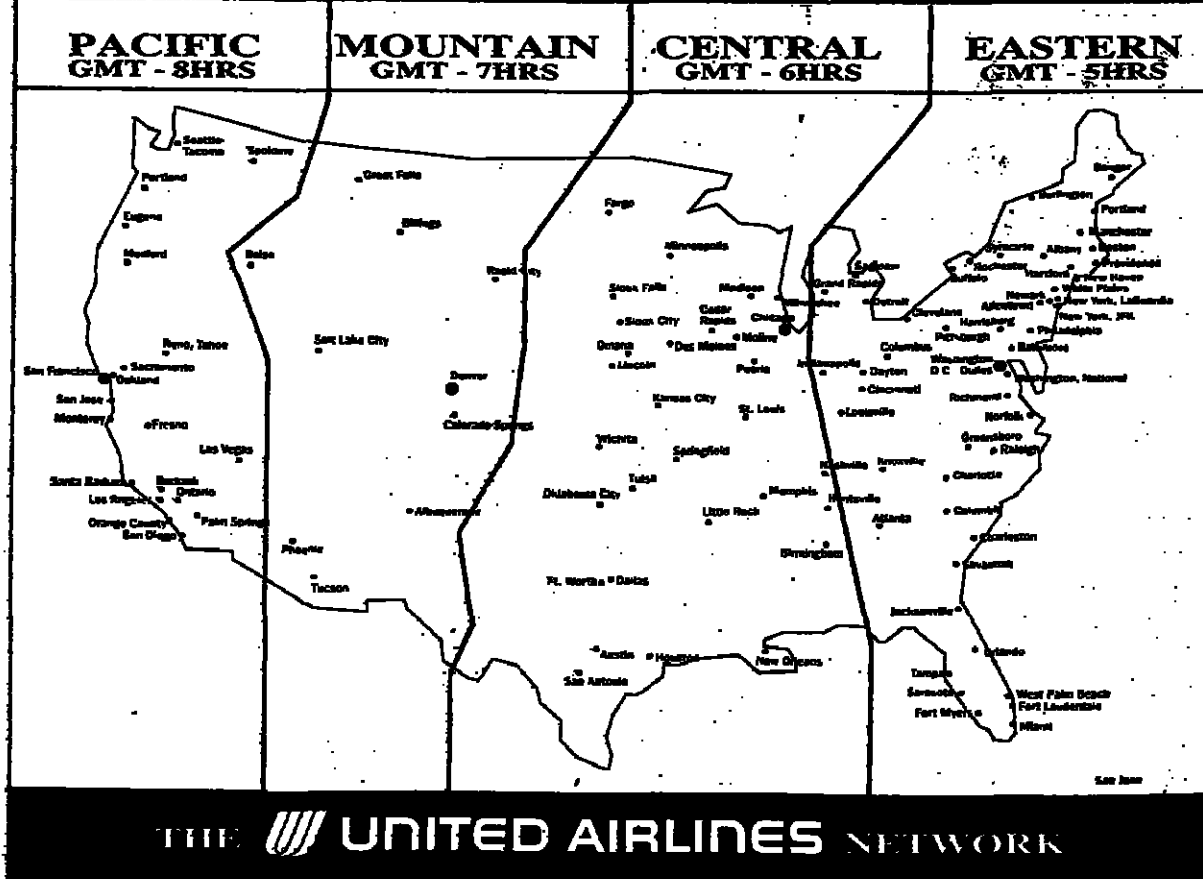 PACIFIC
GMT - 8HRS
MOUNTAIN
GMT - 7HRS
CENTRAL
GMT - 6HRS
EASTERN
GMT - 5HRS
Seattle-
Tacoma
Spokane
Portland
Eugene
Medford
Boise
Great Falls
Billings
Rapid City
Reno, Tahoe
Salt Lake City
San Francisco
Sacramento
Oakland
San Jose
Monterey
Fresno
Las Vegas
Denver
Colorado Springs
Santa Barbara
Burbank
Los Angeles
Ontario
Orange County
Palm Springs
San Diego
Phoenix
Tucson
Albuquerque
Fargo
Minneapolis
Sioux Falls
Madison
Milwaukee
Sioux City
Cedar
Rapids
Chicago
Omaha
Des Moines
Moline
Lincoln
Peoria
Kansas City
St. Louis
Wichita
Springfield
Tulsa
Oklahoma City
Memphis
Little Rock
Nashville
Huntsville
Birmingham
Ft. Worth
Dallas
Austin
Houston
San Antonio
New Orleans
Bangor
Burlington
Portland
Manchester
Syracuse
Albany
Boston
Rochester
Hartford
Providence
Buffalo
New Haven
Saginaw
Grand Rapids
Detroit
Newark
White Plains
Allentown
New York, LaGuardia
New York, JFK
Cleveland
Harrisburg
Pittsburgh
Philadelphia
Baltimore
Columbus
Indianapolis
Dayton
Washington
D C Dulles
Washington, National
Cincinnati
Richmond
Louisville
Norfolk
Greensboro
Raleigh
Knoxville
Charlotte
Columbia
Atlanta
Charleston
Savannah
Jacksonville
Orlando
Tampa
Sarasota
West Palm Beach
Fort Lauderdale
Fort Myers
Miami
San Juan
THE UNITED AIRLINES NETWORK